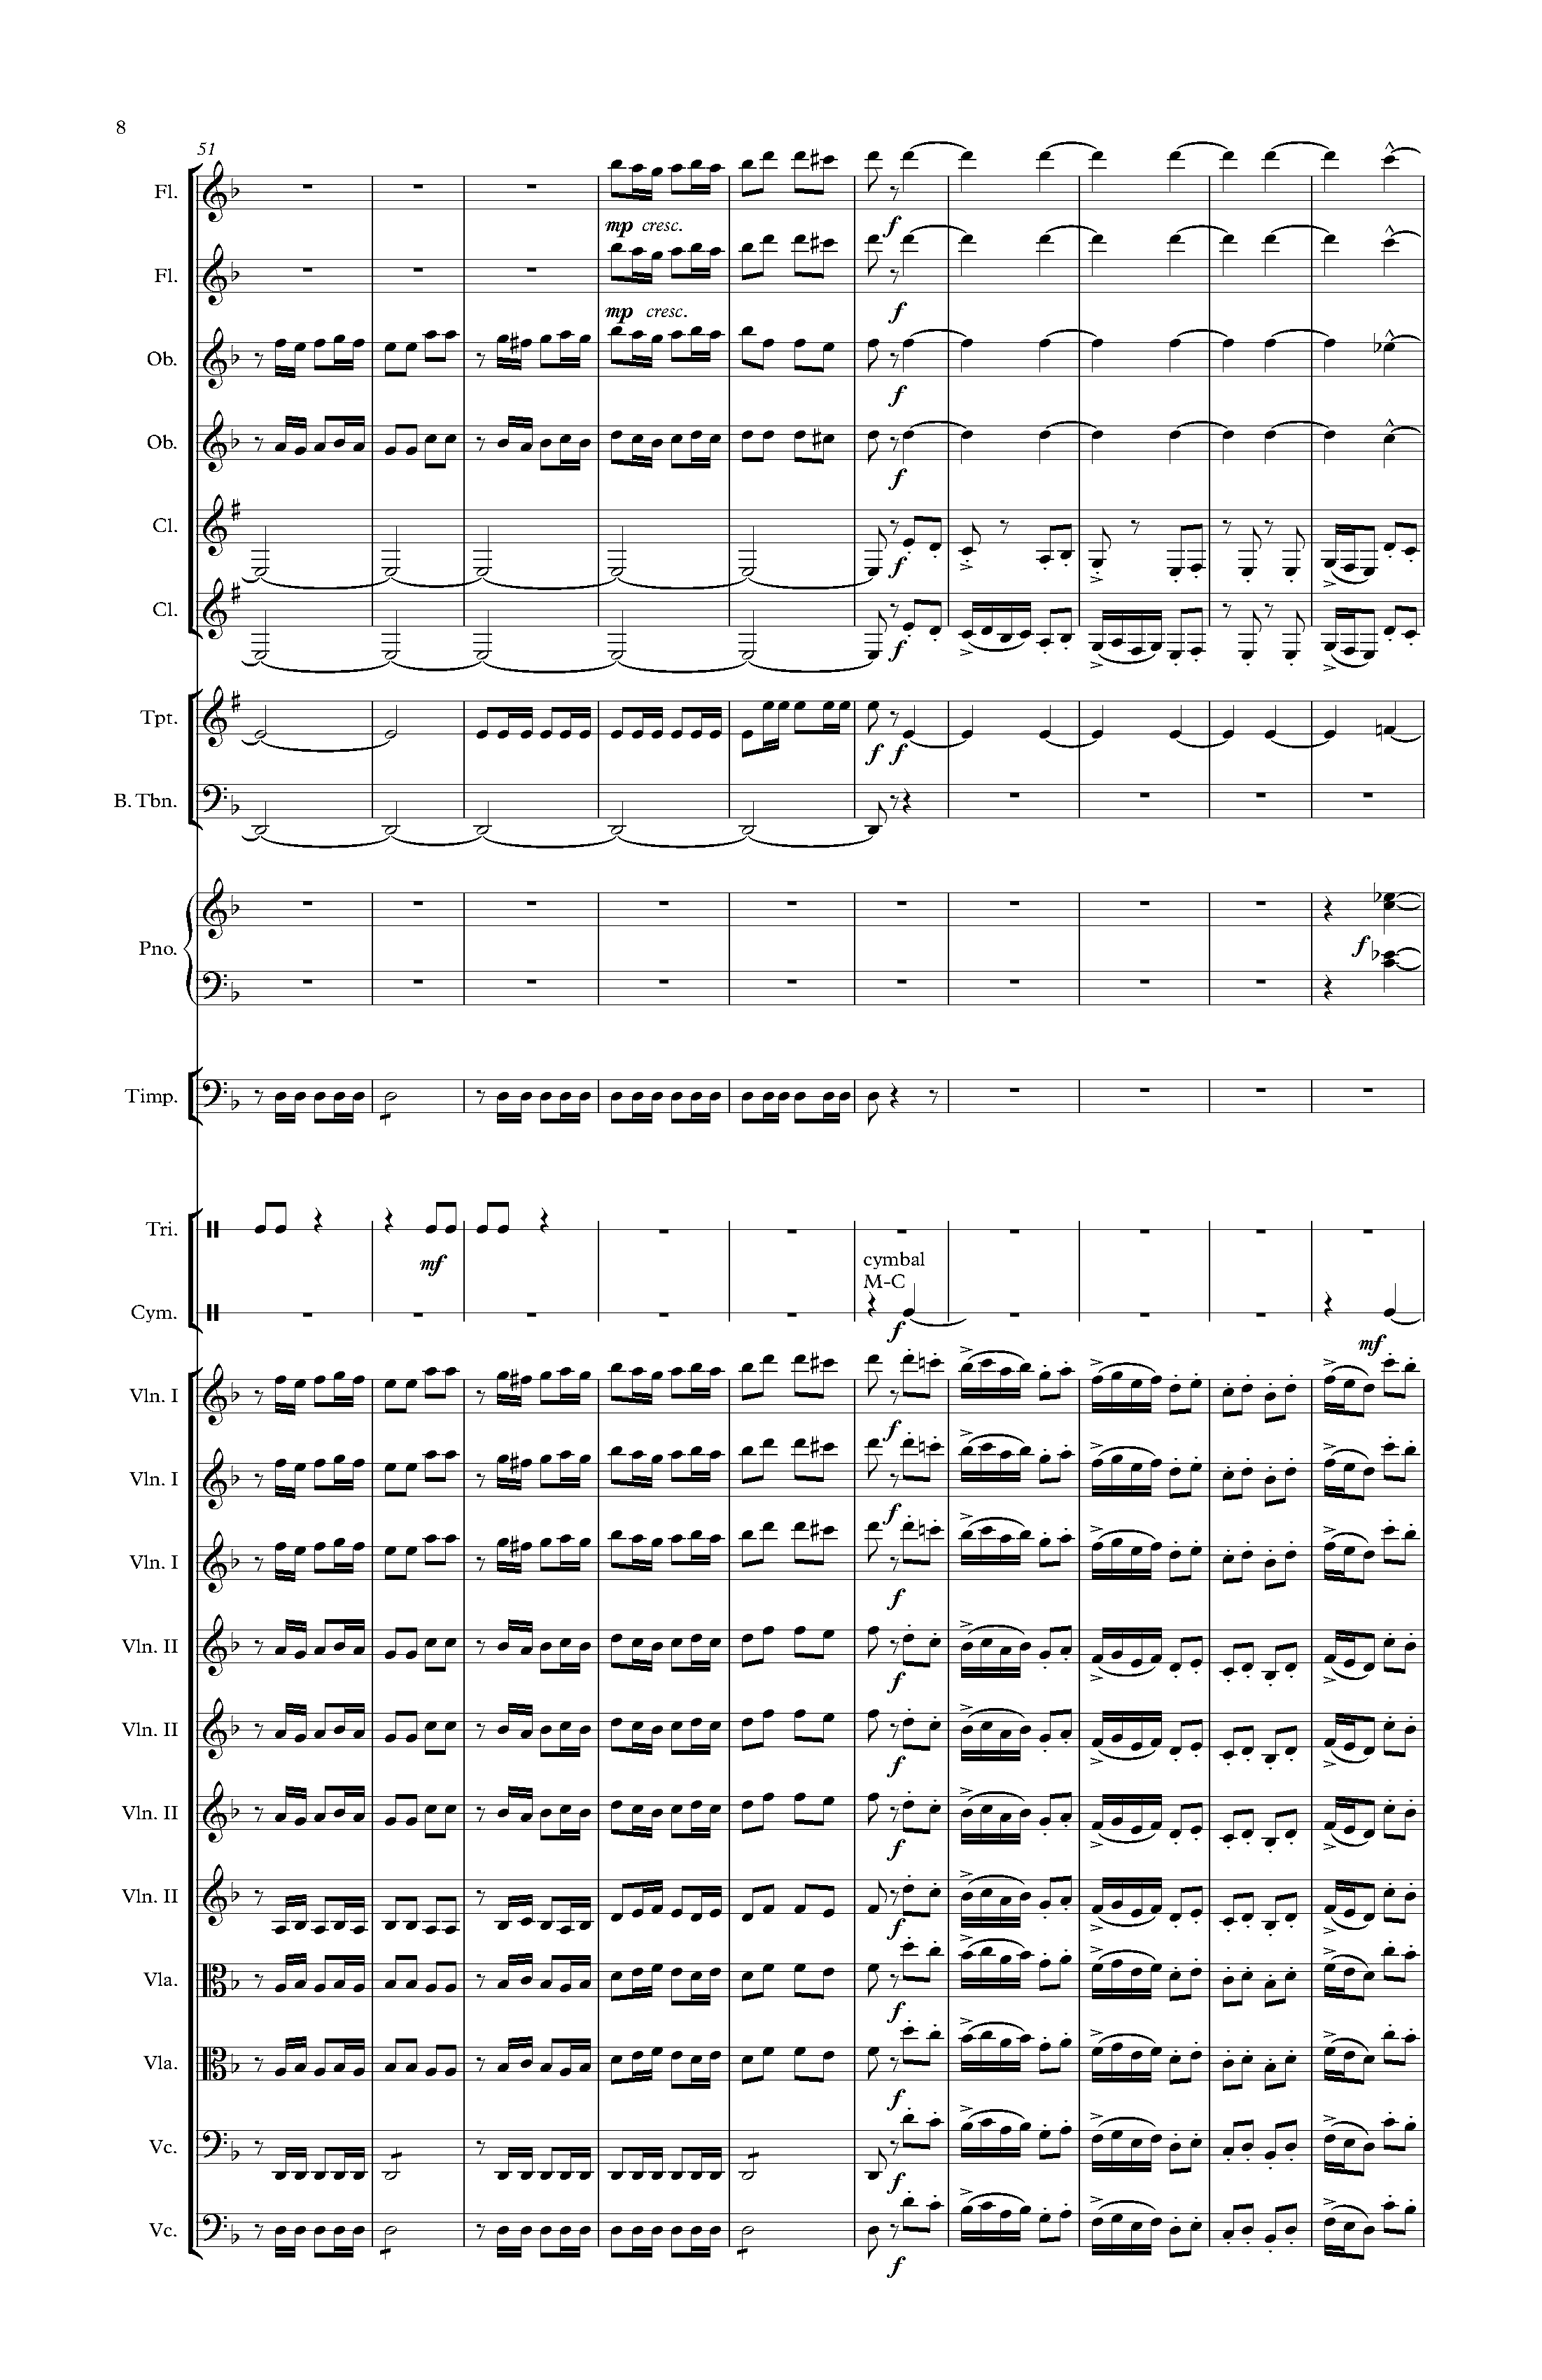 8
51
Fl.
mp cresc.
f
Fl.
mp cresc.
f
Ob.
f
Ob.
f
Cl.
f
Cl.
f
Tpt.
f f
B. Tbn.
Pno.
f
Timp.
Tri.
mf
cymbal
M-C
Cym.
f
mf
Vln. I
f
Vln. I
f
Vln. I
f
Vln. II
f
Vln. II
f
Vln. II
f
Vln. II
f
Vla.
f
Vla.
f
Vc.
f
Vc.
f